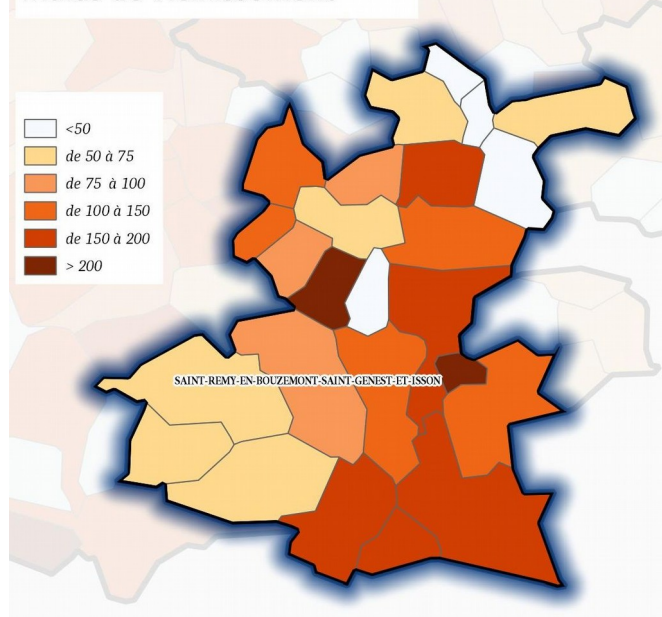 <50
de 50 à 75
de 75 à 100
de 100 à 150
de 150 à 200
> 200
SAINT-REMY-EN-BOUZEMONT-SAINT-GENEST-ET-ISSON